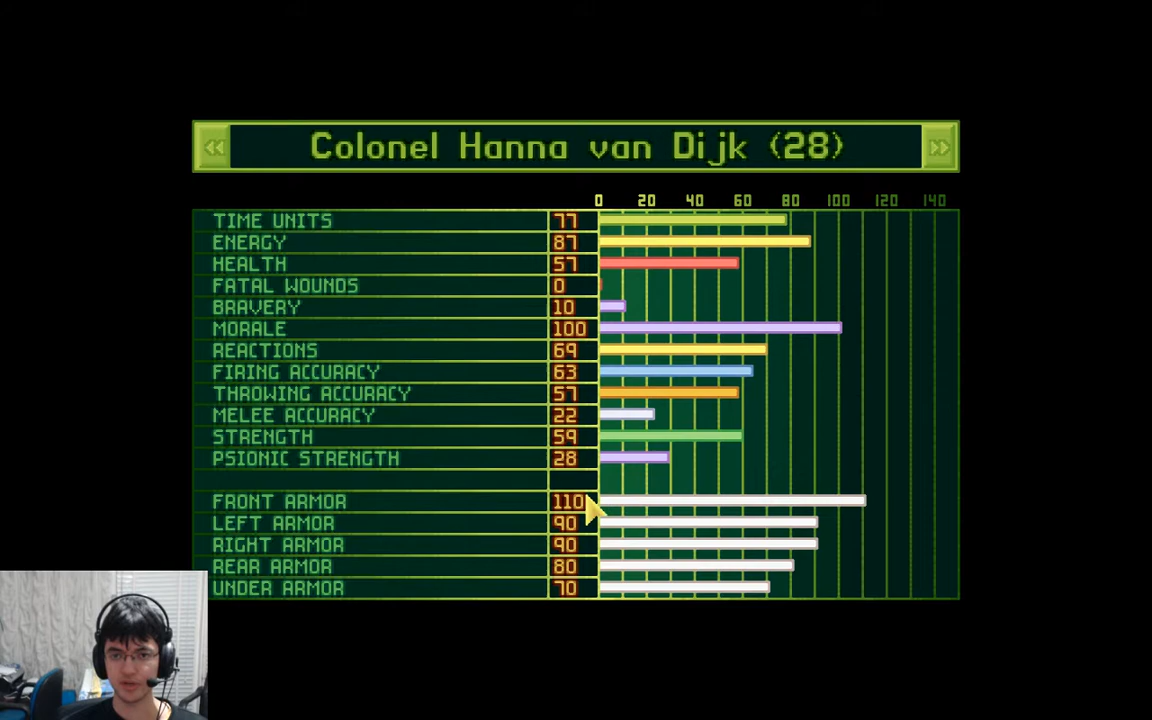 Colonel Hanna van Dijk (28)
0 20 40 60 80 100 120 140
TIME UNITS 77
ENERGY 87
HEALTH 57
FATAL WOUNDS 0
BRAVERY 10
MORALE 100
REACTIONS 69
FIRING ACCURACY 63
THROWING ACCURACY 57
MELEE ACCURACY 22
STRENGTH 59
PSIONIC STRENGTH 28
FRONT ARMOR 110
LEFT ARMOR 90
RIGHT ARMOR 90
REAR ARMOR 80
UNDER ARMOR 70